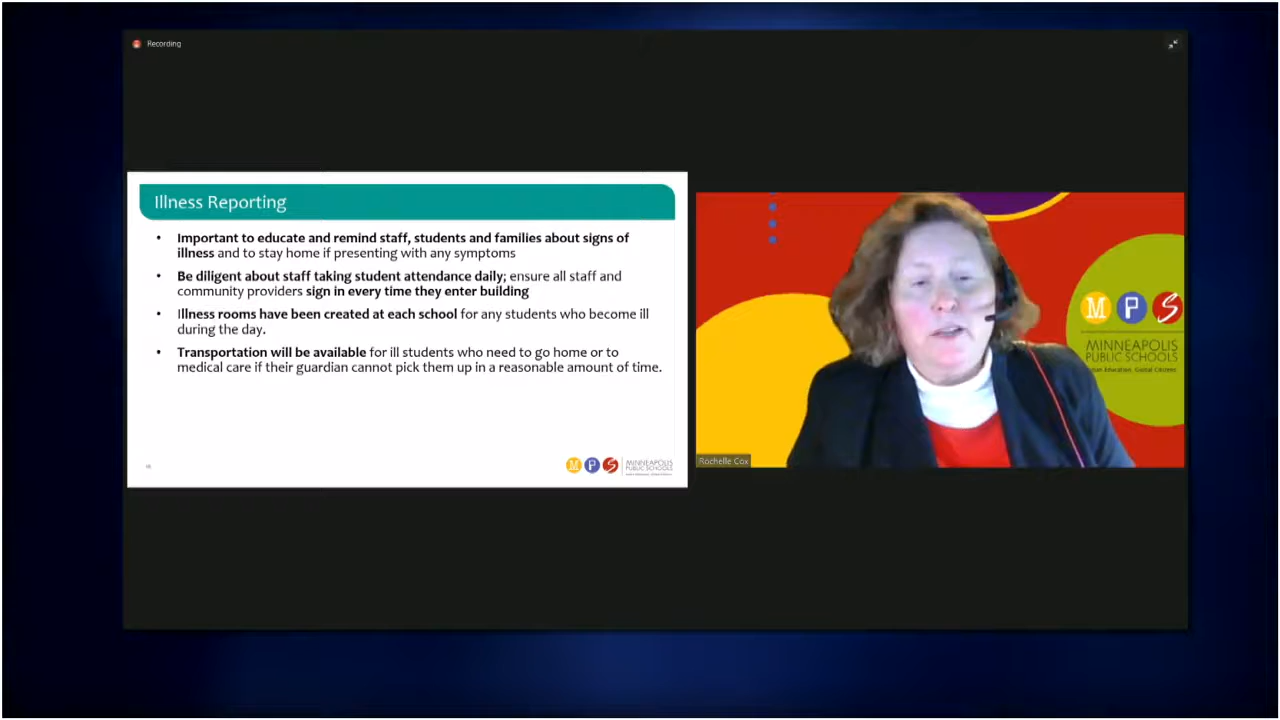 Recording
Illness Reporting
• Important to educate and remind staff, students and families about signs of
illness and to stay home if presenting with any symptoms
• Be diligent about staff taking student attendance daily; ensure all staff and
community providers sign in every time they enter building
• Illness rooms have been created at each school for any students who become ill
during the day.
• Transportation will be available for ill students who need to go home or to
medical care if their guardian cannot pick them up in a reasonable amount of time.
MPS
MINNEAPOLIS
PUBLIC SCHOOLS
MPS
MINNEAPOLIS
PUBLIC SCHOOLS
Education, Global Citizens
Rochelle Cox